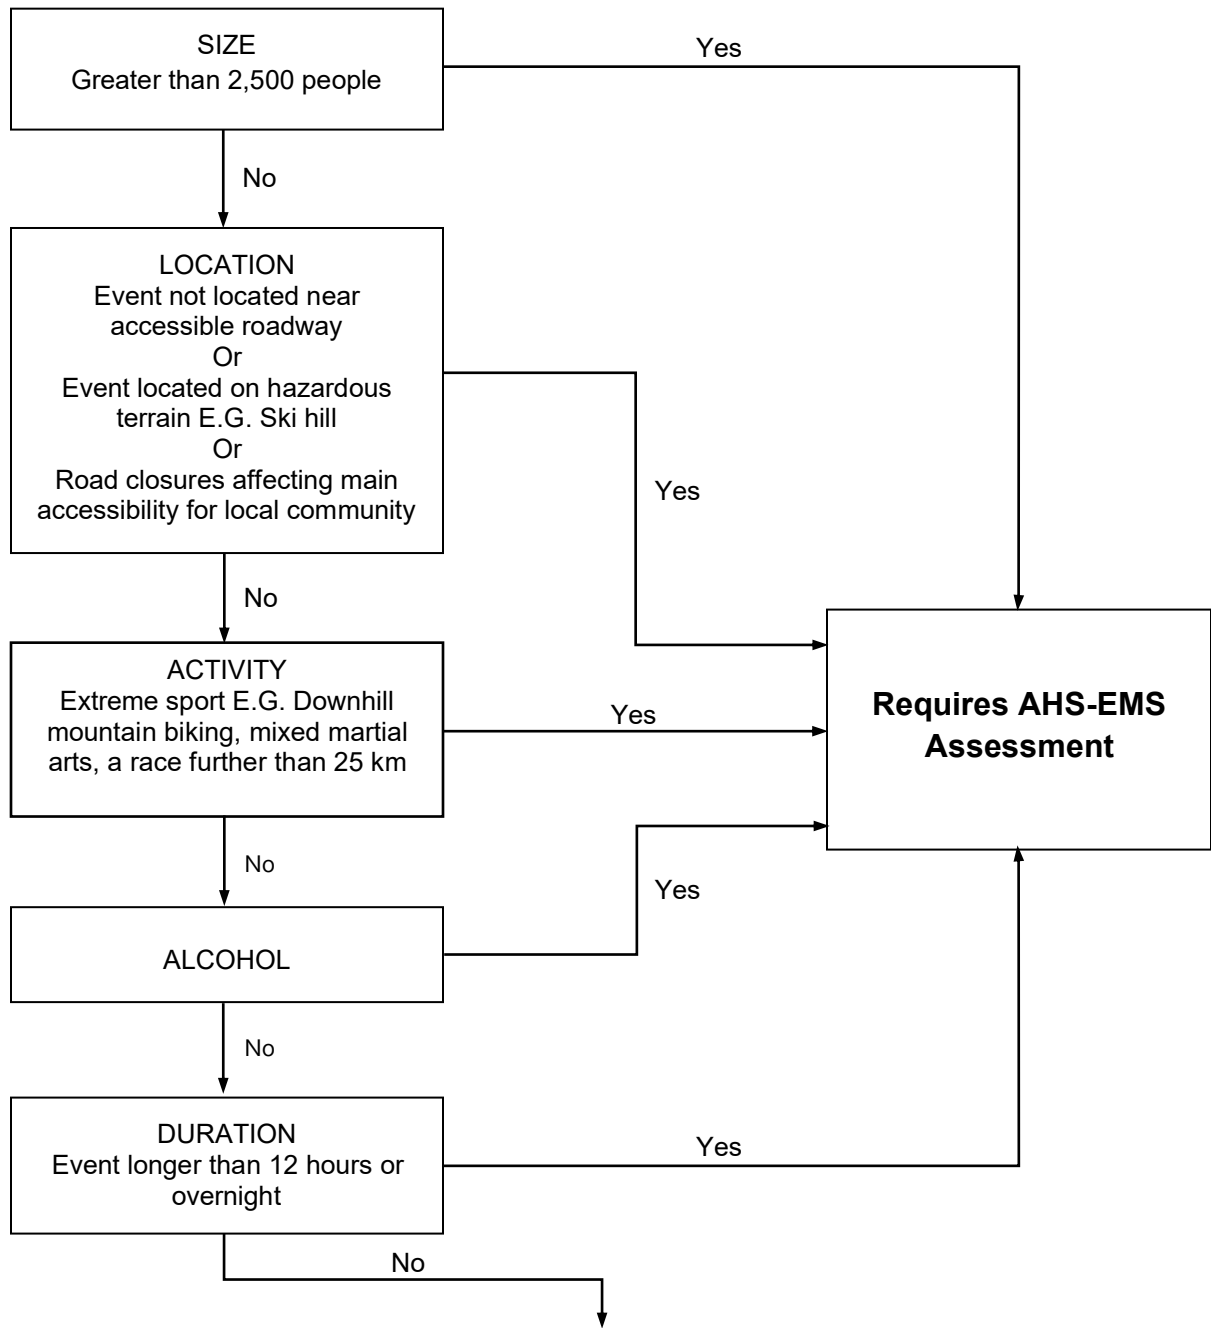 SIZE
Greater than 2,500 people
Yes
No
LOCATION
Event not located near
accessible roadway
Or
Event located on hazardous
terrain E.G. Ski hill
Or
Road closures affecting main
accessibility for local community
Yes
No
ACTIVITY
Extreme sport E.G. Downhill
mountain biking, mixed martial
arts, a race further than 25 km
Yes
Requires AHS-EMS
Assessment
No
ALCOHOL
Yes
No
DURATION
Event longer than 12 hours or
overnight
Yes
No